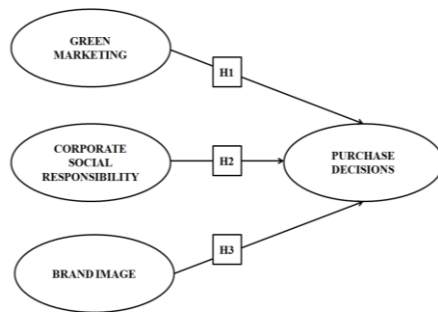 GREEN
MARKETING
H1
CORPORATE
SOCIAL
RESPONSIBILITY
H2
PURCHASE
DECISIONS
H3
BRAND IMAGE